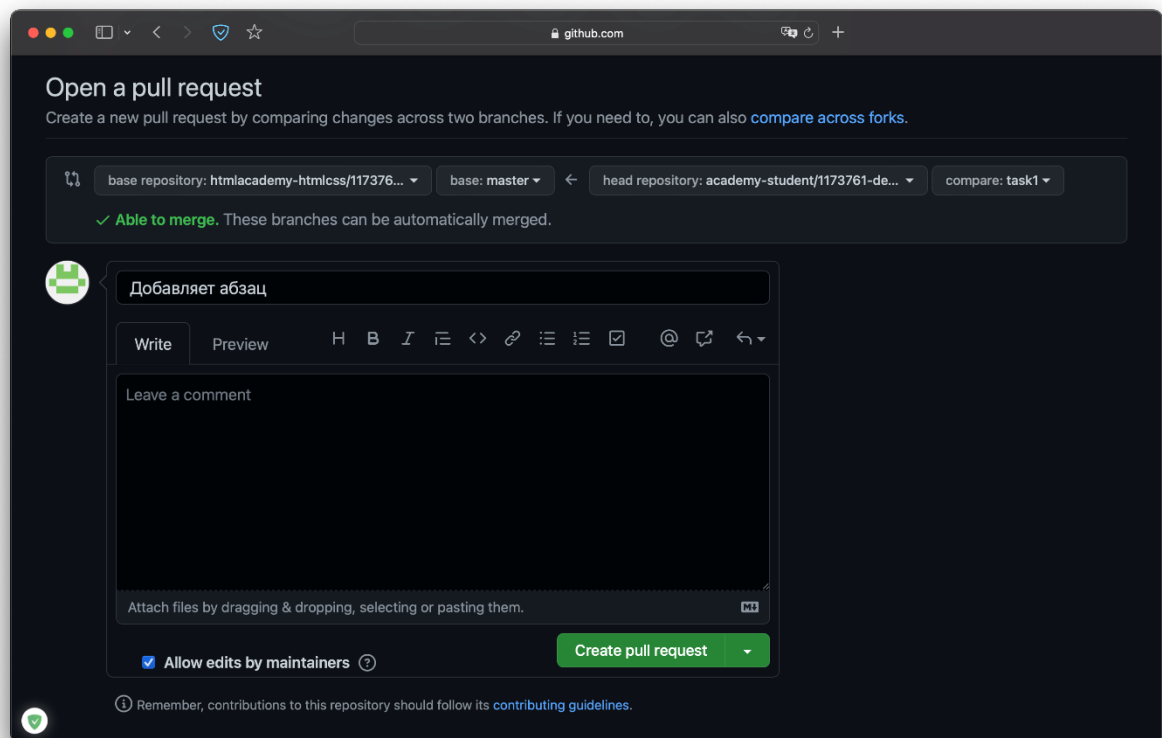 github.com
Open a pull request
Create a new pull request by comparing changes across two branches. If you need to, you can also compare across forks.
base repository: htmlacademy-htmlcss/117376... base: master head repository: academy-student/1173761-de... compare: task1
Able to merge. These branches can be automatically merged.
Добавляет абзац
Write Preview
Leave a comment
Attach files by dragging & dropping, selecting or pasting them.
Create pull request
Allow edits by maintainers
Remember, contributions to this repository should follow its contributing guidelines.